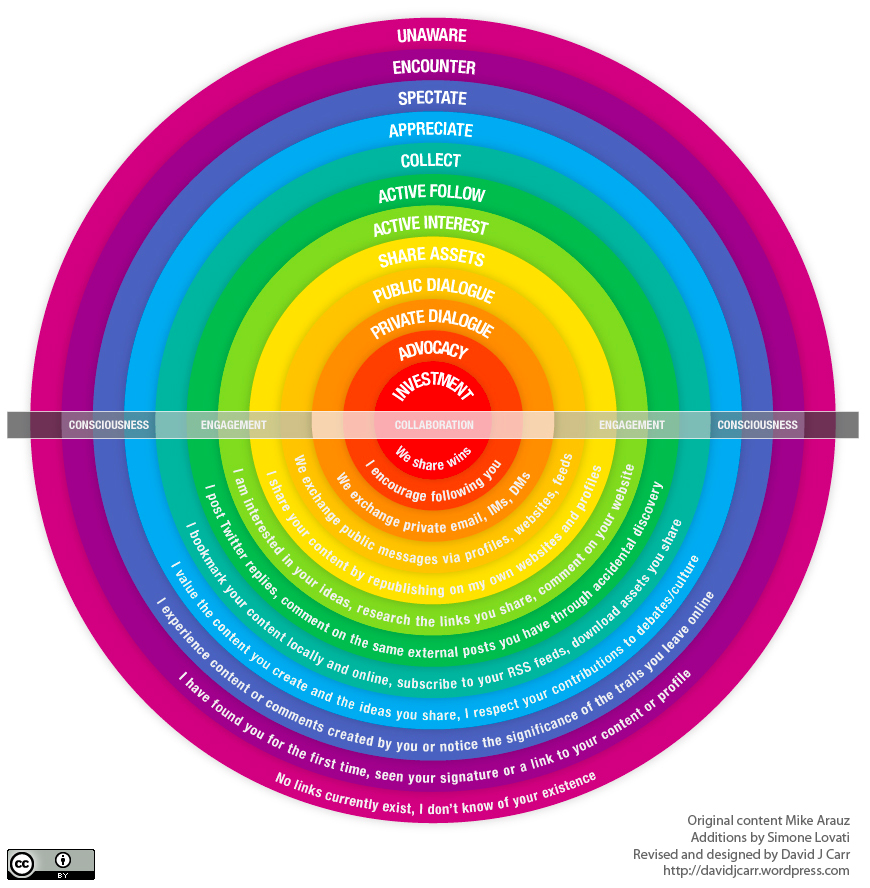 UNAWARE
ENCOUNTER
SPECTATE
APPRECIATE
COLLECT
ACTIVE FOLLOW
ACTIVE INTEREST
SHARE ASSETS
PUBLIC DIALOGUE
PRIVATE DIALOGUE
ADVOCACY
INVESTMENT
CONSCIOUSNESS ENGAGEMENT COLLABORATION ENGAGEMENT CONSCIOUSNESS
We share wins
I encourage following you
We exchange private email, IMs, DMs
We exchange public messages via profiles, websites, feeds
I share your content by republishing on my own websites and profiles
I am interested in your ideas, research the links you share, comment on your website
I post Twitter replies, comment on the same external posts you have through accidental discovery
I bookmark your content locally and online, subscribe to your RSS feeds, download assets you share
I value the content you create and the ideas you share, I respect your contributions to debates/culture
I experience content or comments created by you or notice the significance of the trails you leave online
I have found you for the first time, seen your signature or a link to your content or profile
No links currently exist, I don't know of your existence
Original content Mike Arauz
Additions by Simone Lovati
Revised and designed by David J Carr
http://davidjcarr.wordpress.com
cc
BY